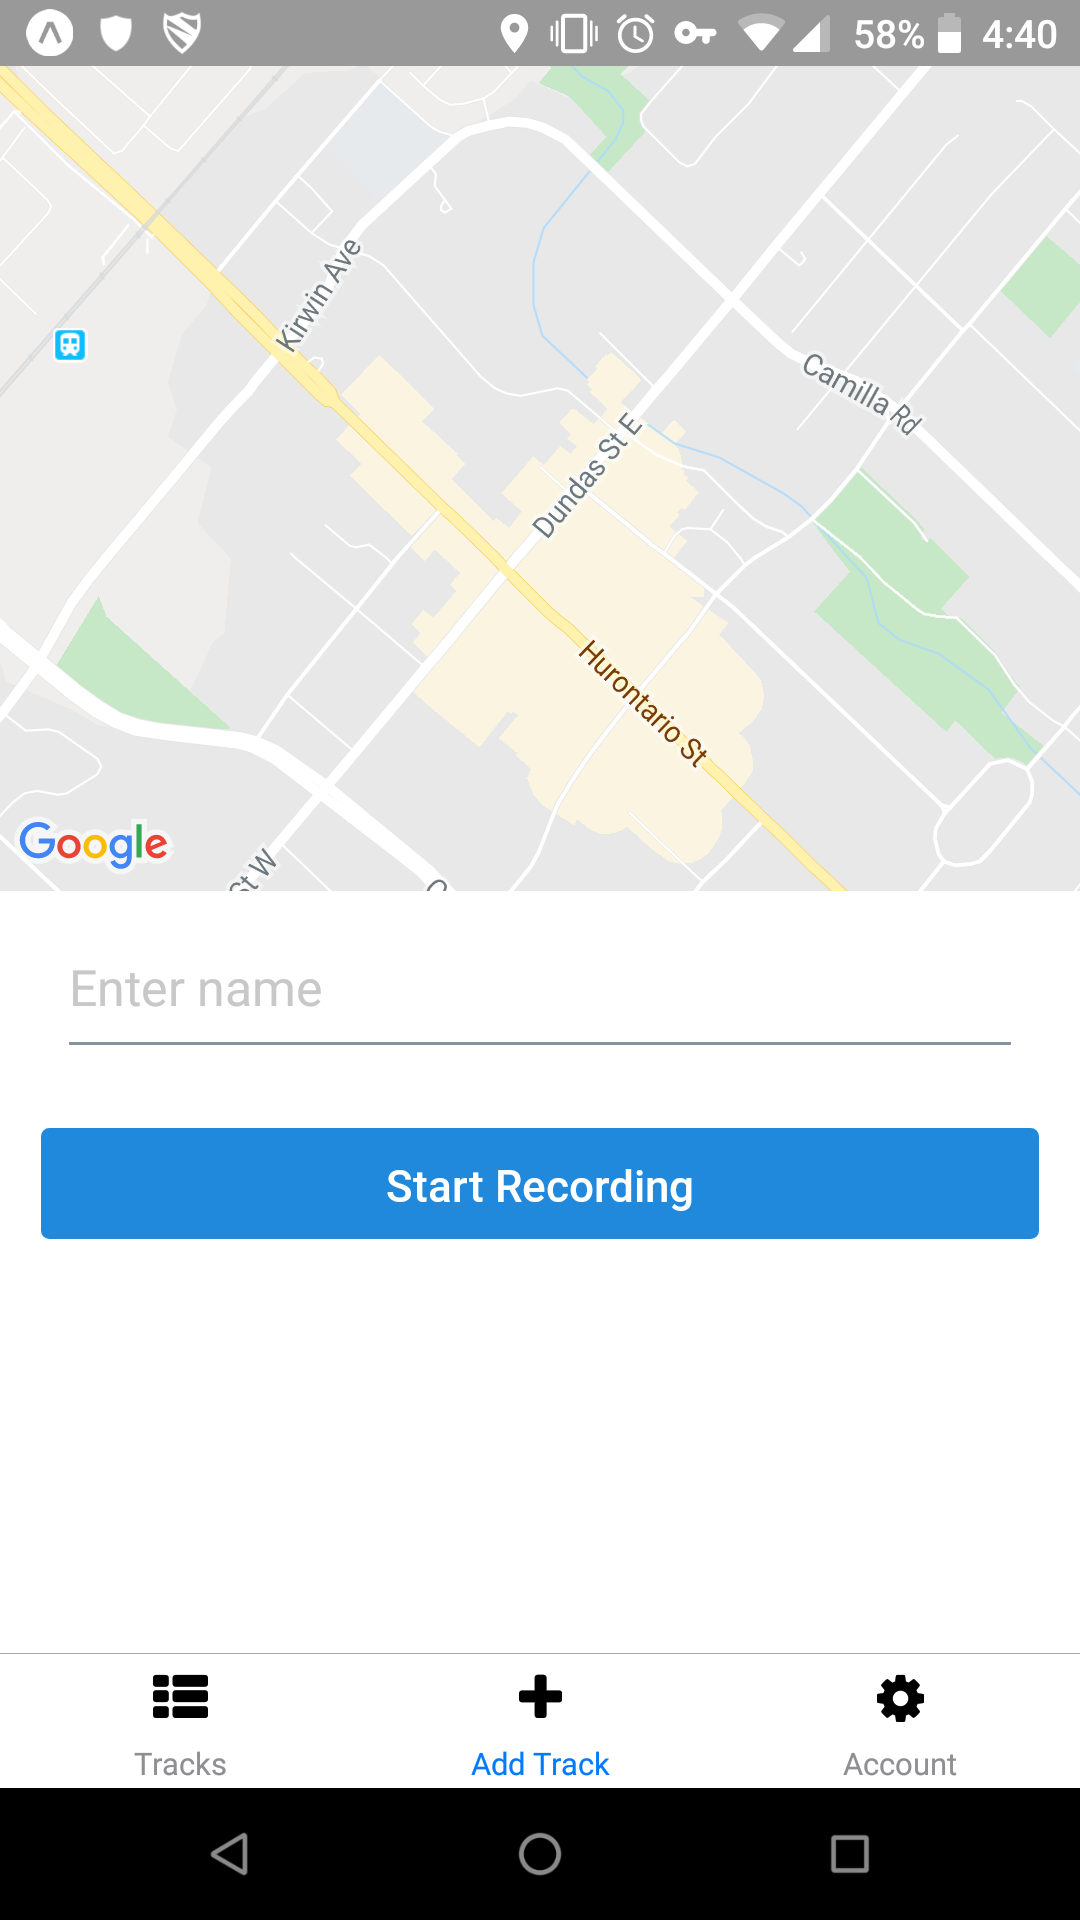 58% 4:40
Kirwin Ave
Camilla Rd
Dundas St E
Hurontario St
Google
St W
Enter name
Start Recording
Tracks
Add Track
Account